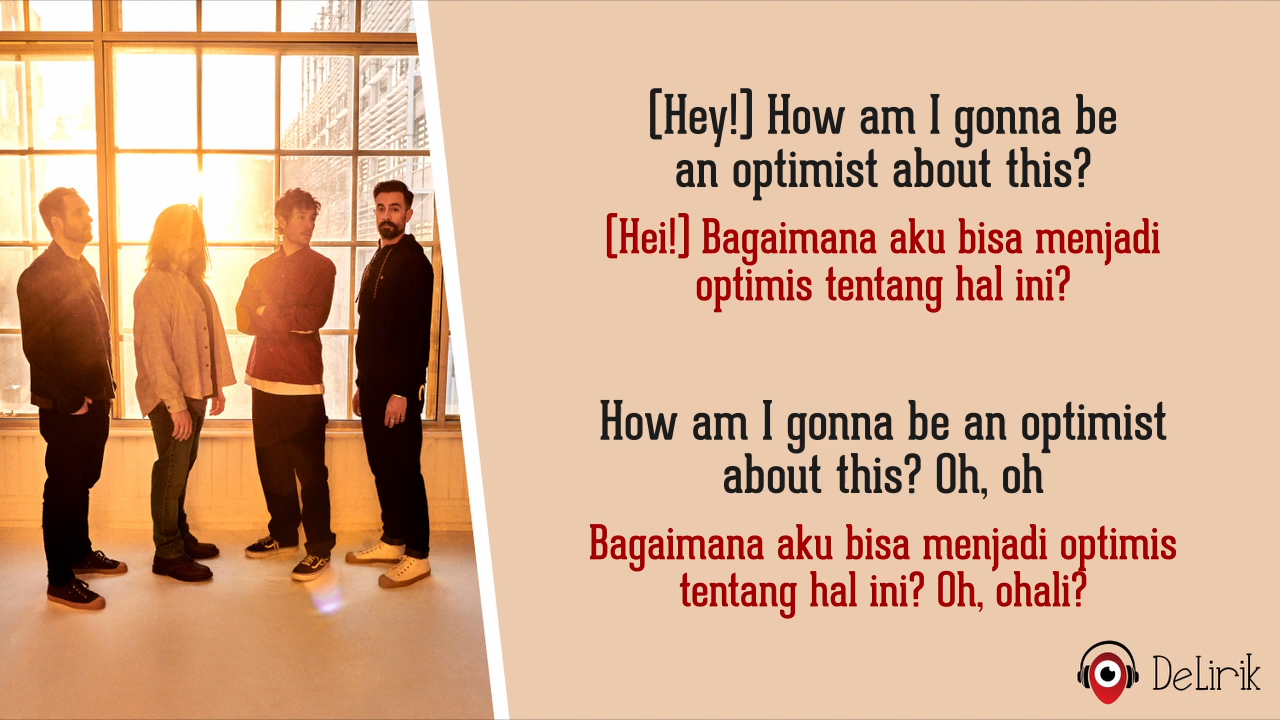 [Hey!] How am I gonna be
an optimist about this?
[Hei!] Bagaimana aku bisa menjadi
optimis tentang hal ini?
How am I gonna be an optimist
about this? Oh, oh
Bagaimana aku bisa menjadi optimis
tentang hal ini? Oh, ohali?
DeLirik